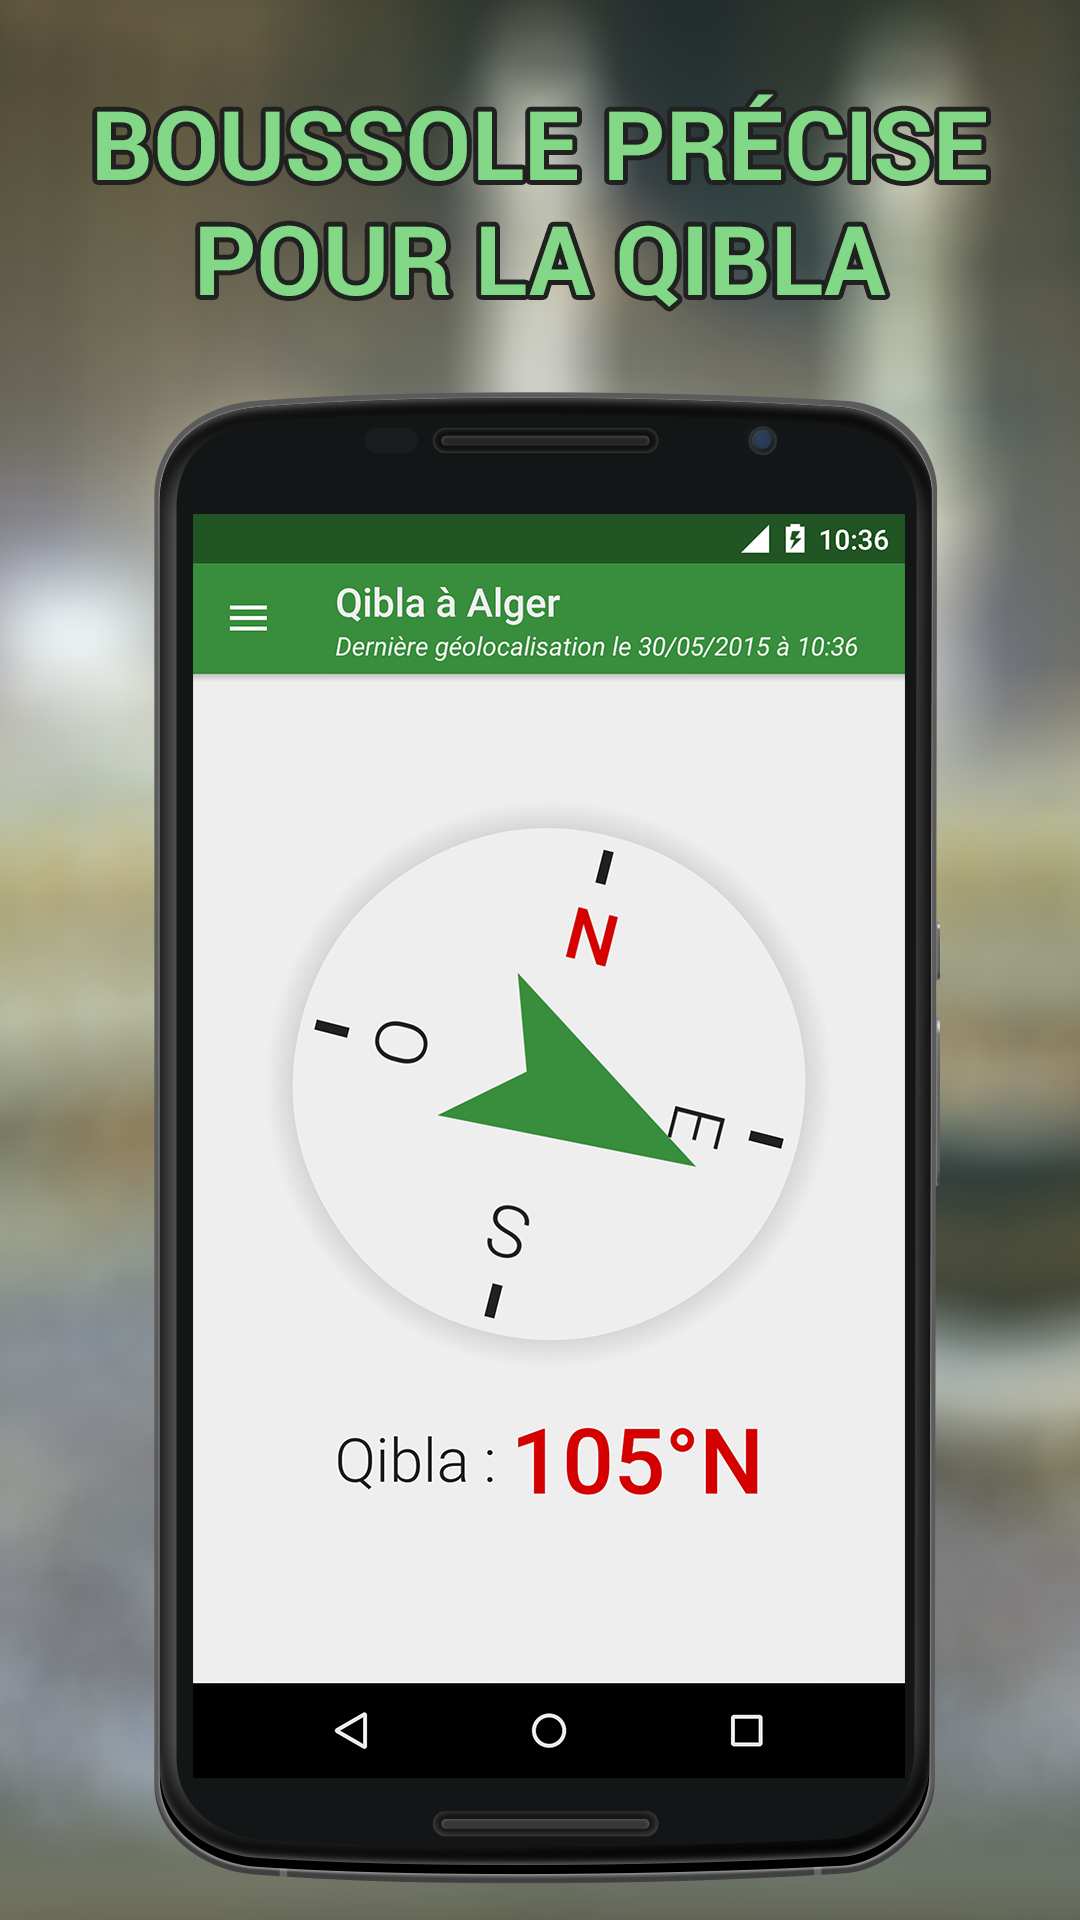 BOUSSOLE PRÉCISE
POUR LA QIBLA
10:36
Qibla à Alger
Dernière géolocalisation le 30/05/2015 à 10:36
N
O
E
S
Qibla : 105°N